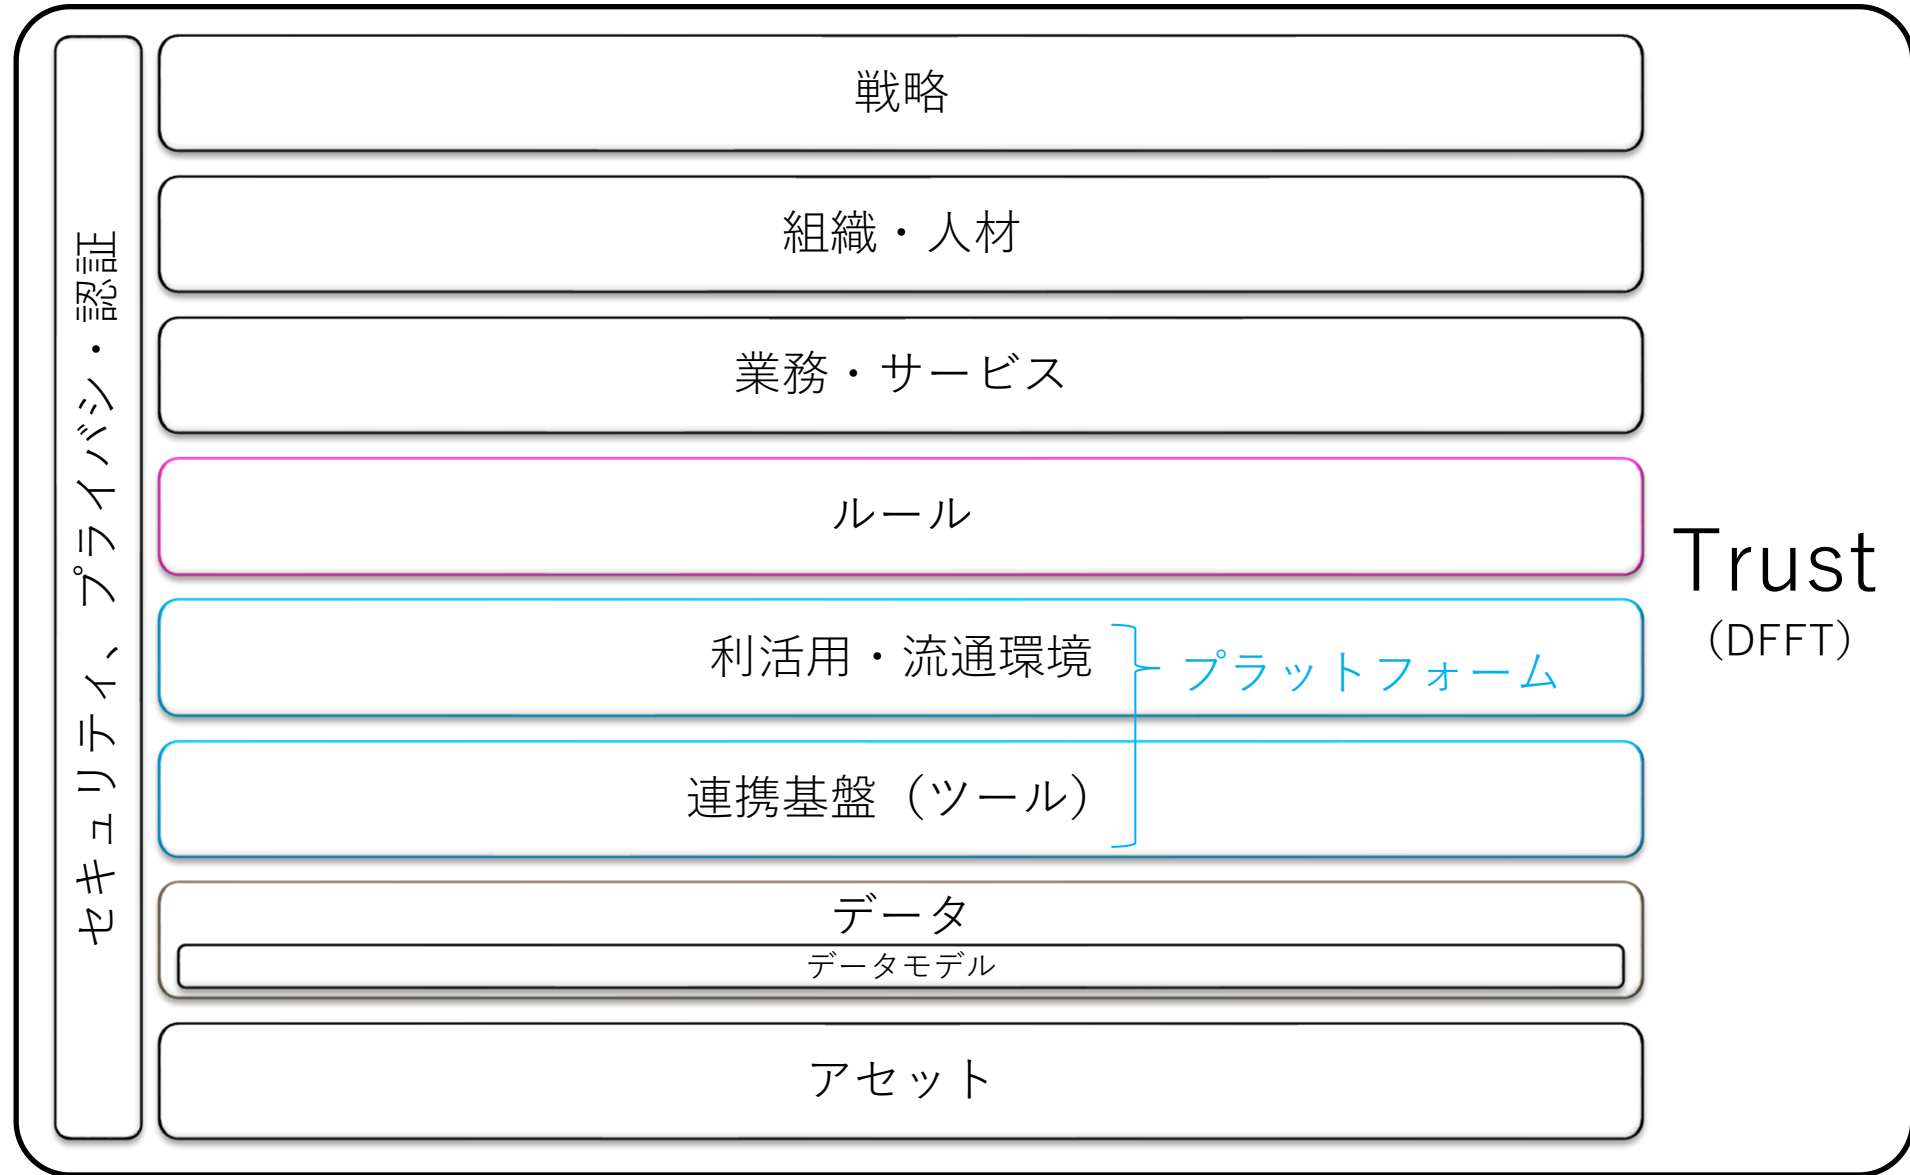 セキュリティ、プライバシ・認証
戦略
組織・人材
業務・サービス
ルール
利活用・流通環境
プラットフォーム
連携基盤（ツール）
データ
データモデル
アセット
Trust
（DFFT）